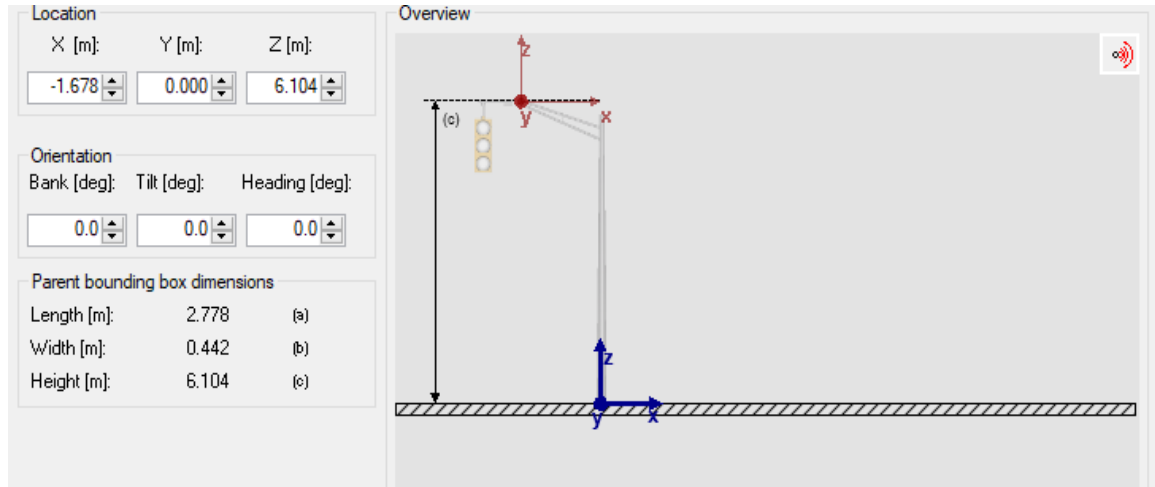 Location
X [m]: Y [m]: Z [m]:
-1.678 0.000 6.104
Orientation
Bank [deg]: Tilt [deg]: Heading [deg]:
0.0 0.0 0.0
Parent bounding box dimensions
Length [m]: 2.778 (a)
Width [m]: 0.442 (b)
Height [m]: 6.104 (c)
Overview
z
(c)
y x
z
y x